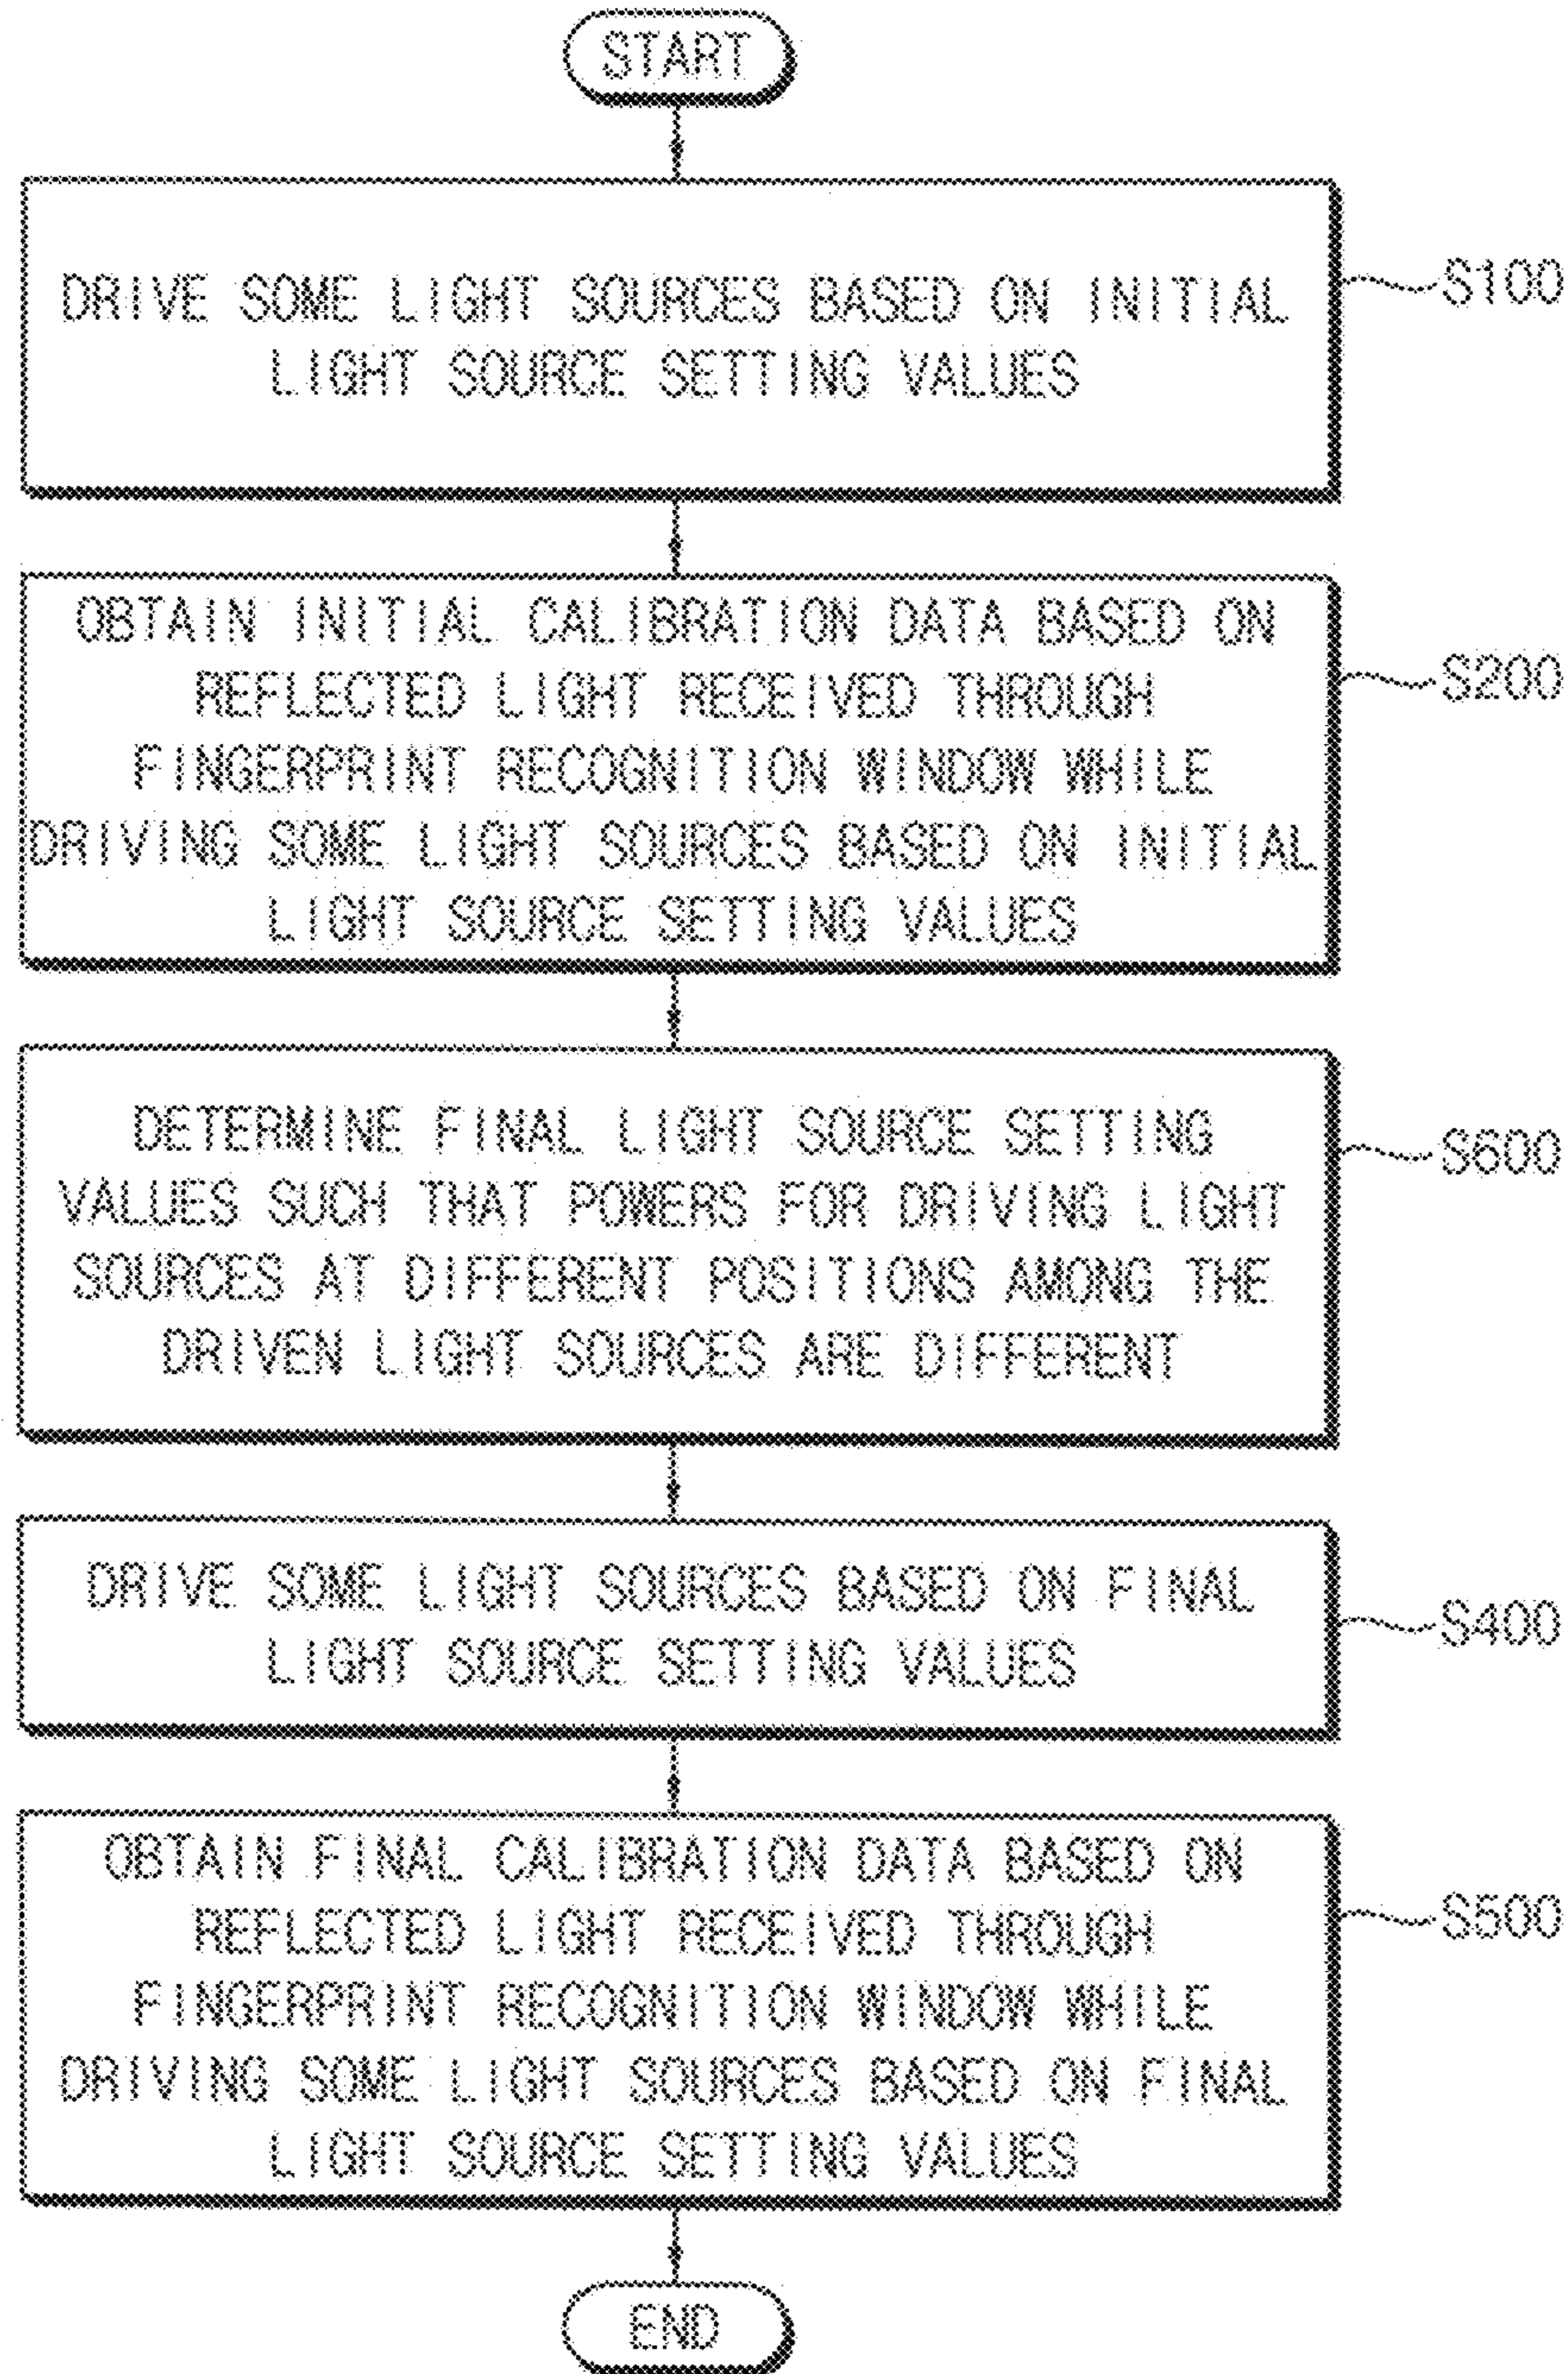 START
DRIVE SOME LIGHT SOURCES BASED ON INITIAL
LIGHT SOURCE SETTING VALUES
S100
OBTAIN INITIAL CALIBRATION DATA BASED ON
REFLECTED LIGHT RECEIVED THROUGH
FINGERPRINT RECOGNITION WINDOW WHILE
DRIVING SOME LIGHT SOURCES BASED ON INITIAL
LIGHT SOURCE SETTING VALUES
S200
DETERMINE FINAL LIGHT SOURCE SETTING
VALUES SUCH THAT POWERS FOR DRIVING LIGHT
SOURCES AT DIFFERENT POSITIONS AMONG THE
DRIVEN LIGHT SOURCES ARE DIFFERENT
S600
DRIVE SOME LIGHT SOURCES BASED ON FINAL
LIGHT SOURCE SETTING VALUES
S400
OBTAIN FINAL CALIBRATION DATA BASED ON
REFLECTED LIGHT RECEIVED THROUGH
FINGERPRINT RECOGNITION WINDOW WHILE
DRIVING SOME LIGHT SOURCES BASED ON FINAL
LIGHT SOURCE SETTING VALUES
S500
END